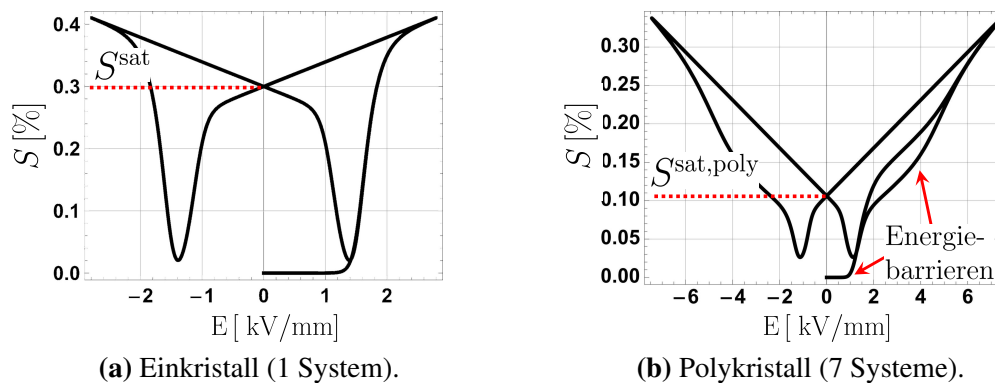 0.4
0.3
0.2
0.1
0.0
S [%]
S^sat
−2 −1 0 1 2
E [ kV/mm]
(a) Einkristall (1 System).
0.30
0.25
0.20
0.15
0.10
0.05
0.00
S [%]
S^sat,poly
Energie-
barrieren
−6 −4 −2 0 2 4 6
E [ kV/mm]
(b) Polykristall (7 Systeme).